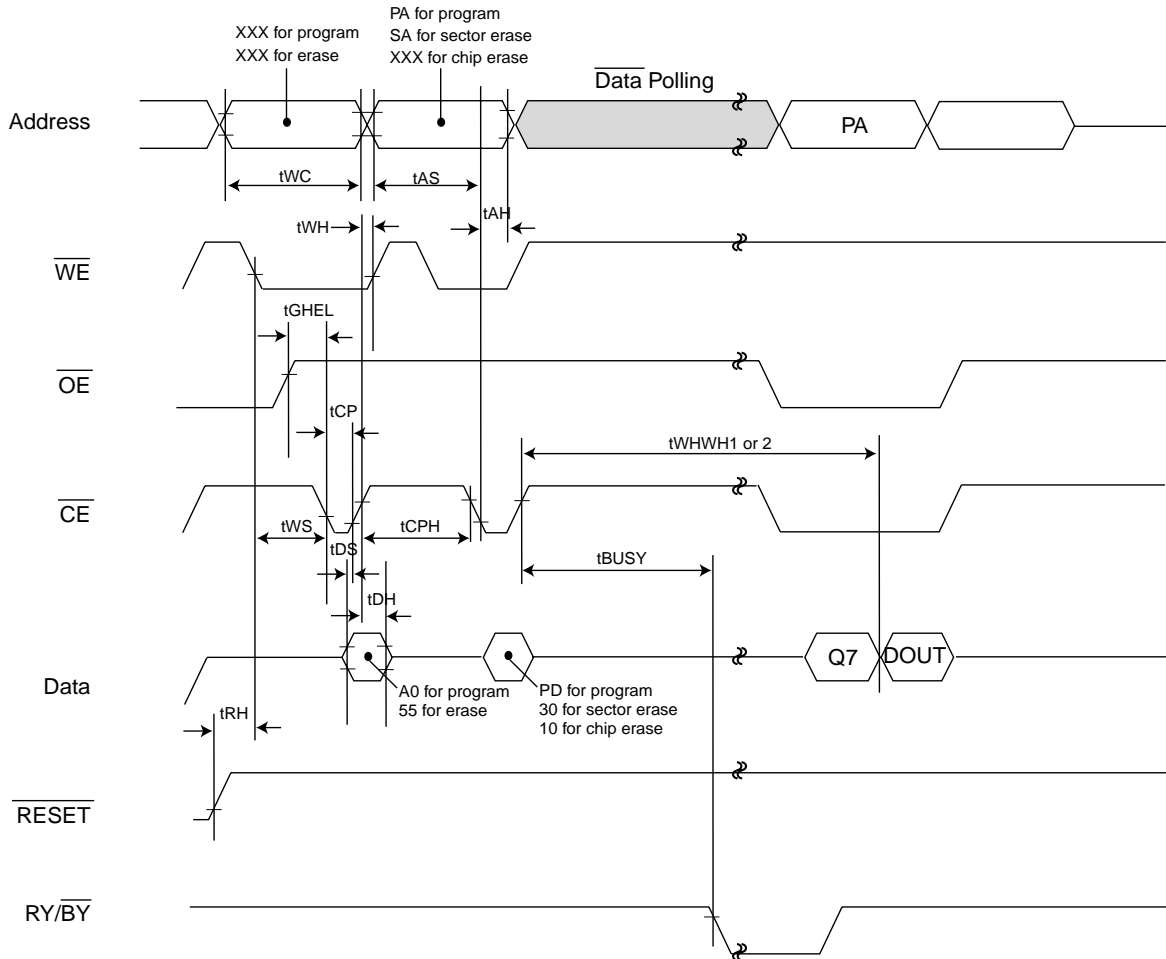 XXX for program
XXX for erase
PA for program
SA for sector erase
XXX for chip erase
Data Polling
Address
PA
tWC
tAS
tAH
tWH
WE
tGHEL
OE
tCP
tWHWH1 or 2
CE
tWS
tCPH
tDS
tBUSY
tDH
Q7
DOUT
Data
A0 for program
55 for erase
PD for program
30 for sector erase
10 for chip erase
tRH
RESET
RY/BY